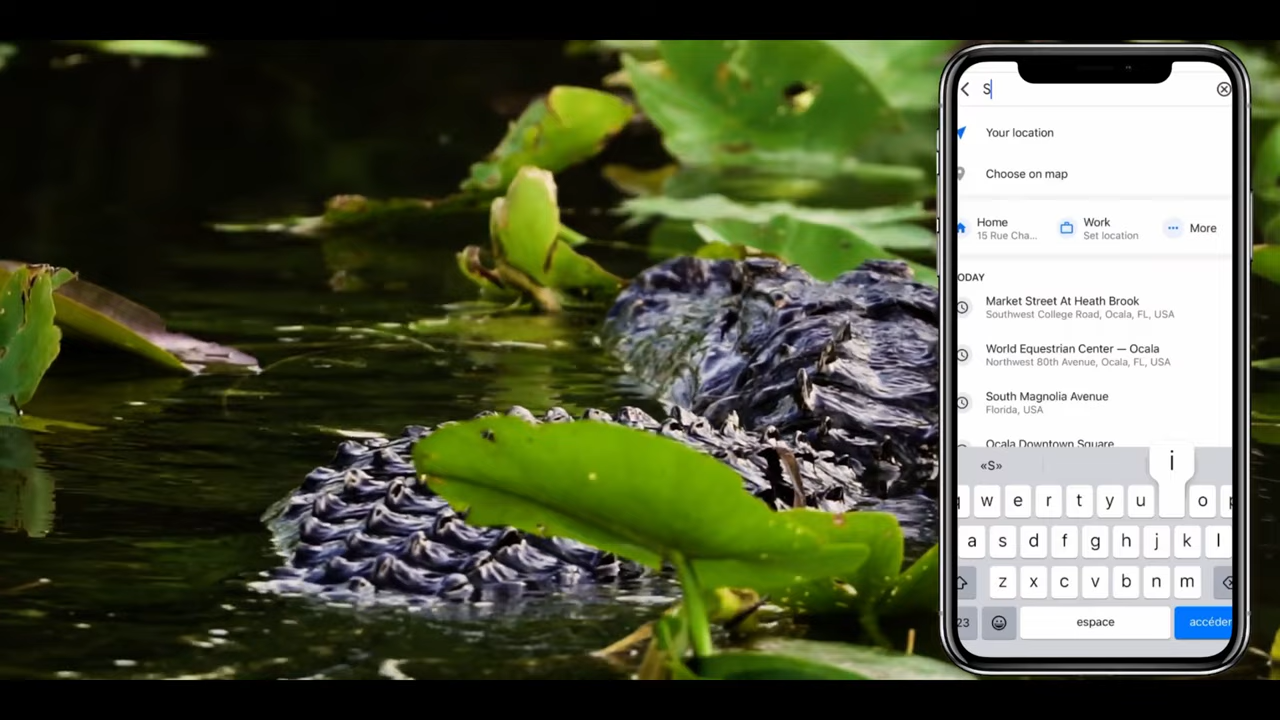 S
Your location
Choose on map
Home
15 Rue Cha...
Work
Set location
More
ODAY
Market Street At Heath Brook
Southwest College Road, Ocala, FL, USA
World Equestrian Center — Ocala
Northwest 80th Avenue, Ocala, FL, USA
South Magnolia Avenue
Florida, USA
Ocala Downtown Square
«S»
i
q w e r t y u o p
a s d f g h j k l
z x c v b n m
23 espace accéder